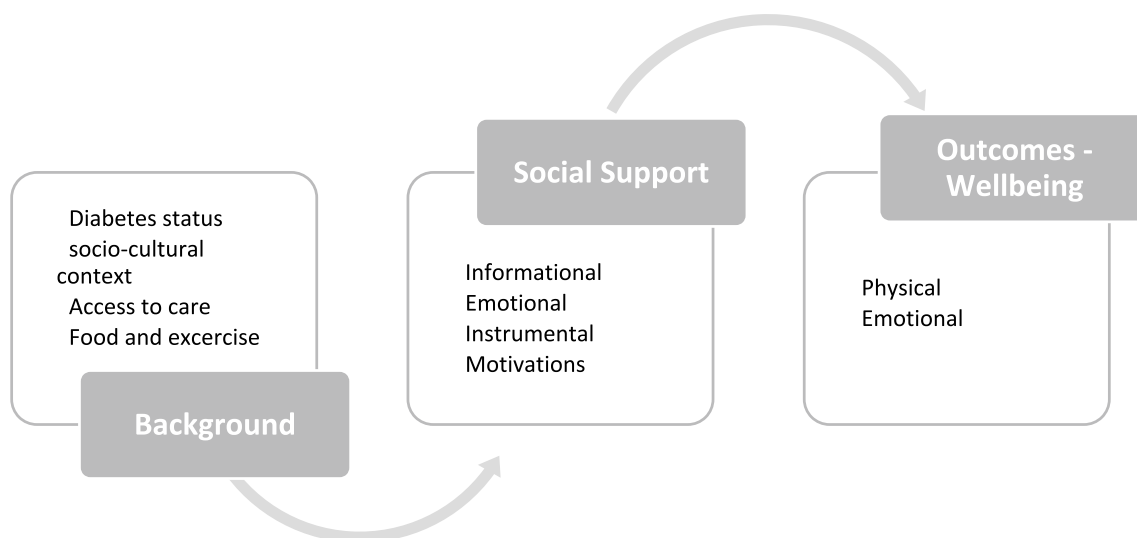 Diabetes status
socio-cultural
context
Access to care
Food and excercise
Background
Social Support
Informational
Emotional
Instrumental
Motivations
Outcomes -
Wellbeing
Physical
Emotional